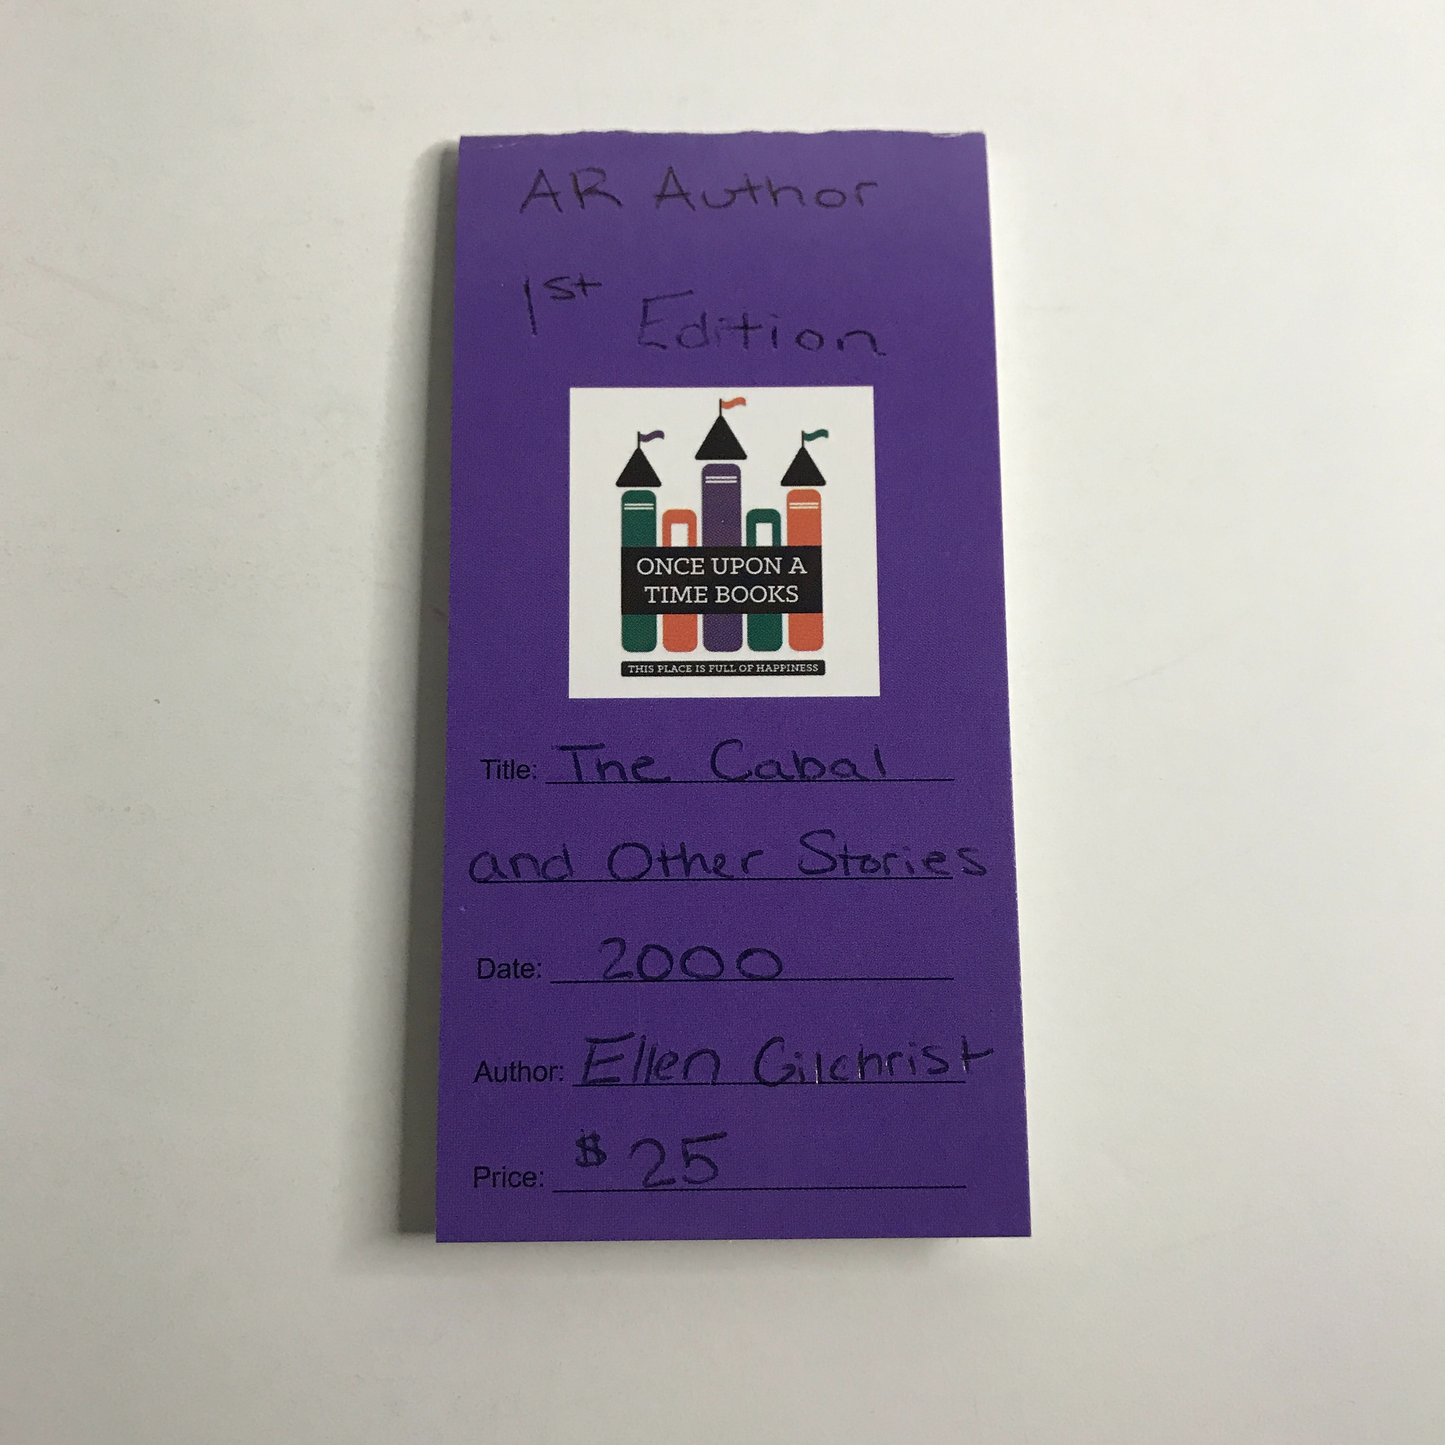 AR Author
1st Edition
ONCE UPON A
TIME BOOKS
THIS PLACE IS FULL OF HAPPINESS
Title: The Cabal
and Other Stories
Date: 2000
Author: Ellen Gilchrist
Price: $25